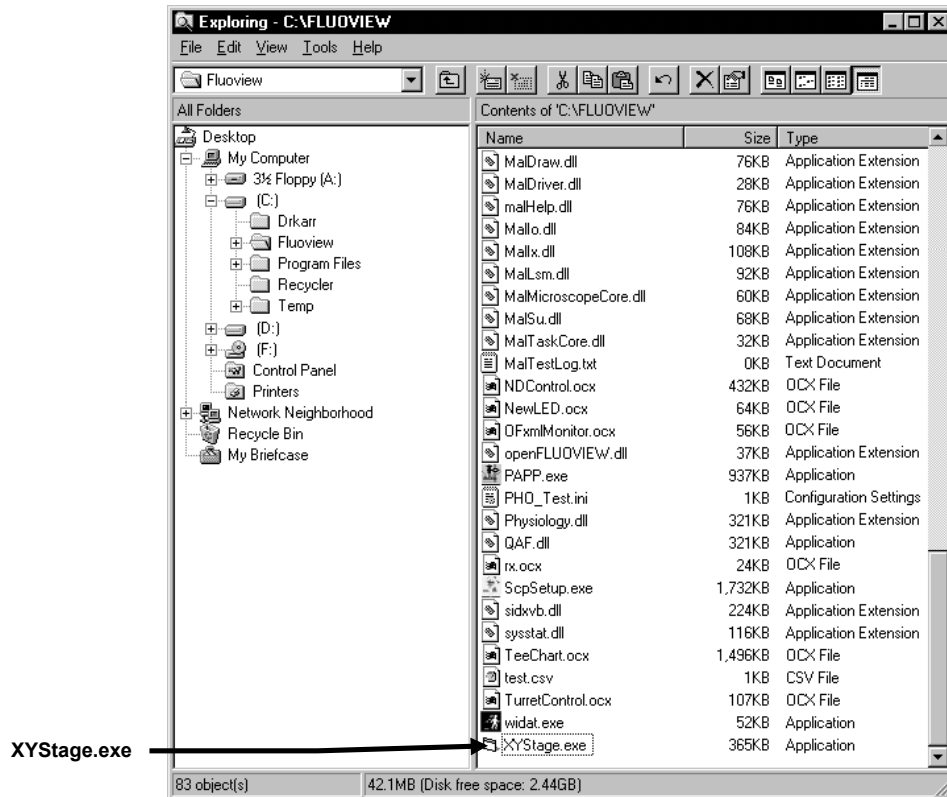 Exploring - C:\FLUOVIEW
File Edit View Tools Help
Fluoview
All Folders
Contents of 'C:\FLUOVIEW'
Desktop
My Computer
3½ Floppy (A:)
(C:)
Drkarr
Fluoview
Program Files
Recycler
Temp
(D:)
(F:)
Control Panel
Printers
Network Neighborhood
Recycle Bin
My Briefcase
Name Size Type
MalDraw.dll 76KB Application Extension
MalDriver.dll 28KB Application Extension
malHelp.dll 76KB Application Extension
MalIo.dll 84KB Application Extension
MalIx.dll 108KB Application Extension
MalLsm.dll 92KB Application Extension
MalMicroscopeCore.dll 60KB Application Extension
MalSu.dll 68KB Application Extension
MalTaskCore.dll 32KB Application Extension
MalTestLog.txt 0KB Text Document
NDControl.ocx 432KB OCX File
NewLED.ocx 64KB OCX File
OFxmlMonitor.ocx 56KB OCX File
openFLUOVIEW.dll 37KB Application Extension
PAPP.exe 937KB Application
PHO_Test.ini 1KB Configuration Settings
Physiology.dll 321KB Application Extension
QAF.dll 321KB Application
rx.ocx 24KB OCX File
ScpSetup.exe 1,732KB Application
sidxvb.dll 224KB Application Extension
sysstat.dll 116KB Application Extension
TeeChart.ocx 1,496KB OCX File
test.csv 1KB CSV File
TurretControl.ocx 107KB OCX File
widat.exe 52KB Application
XYStage.exe 365KB Application
XYStage.exe
83 object(s) 42.1MB (Disk free space: 2.44GB)